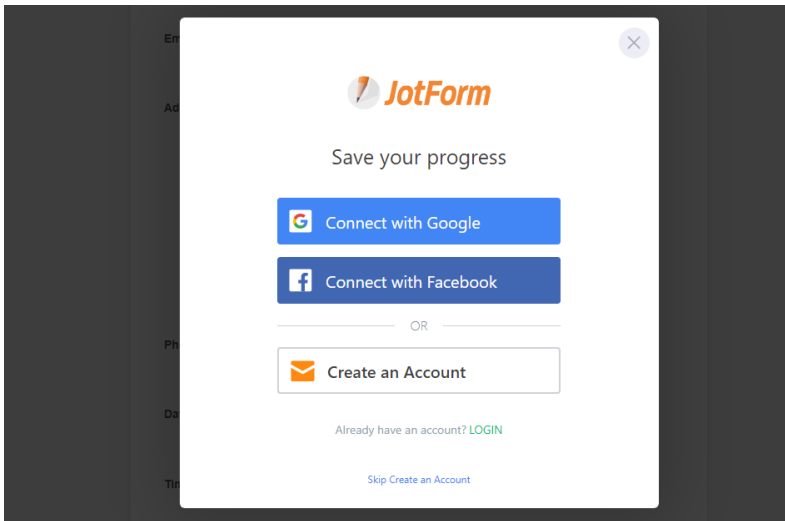 JotForm
Save your progress
Connect with Google
Connect with Facebook
OR
Create an Account
Already have an account? LOGIN
Skip Create an Account